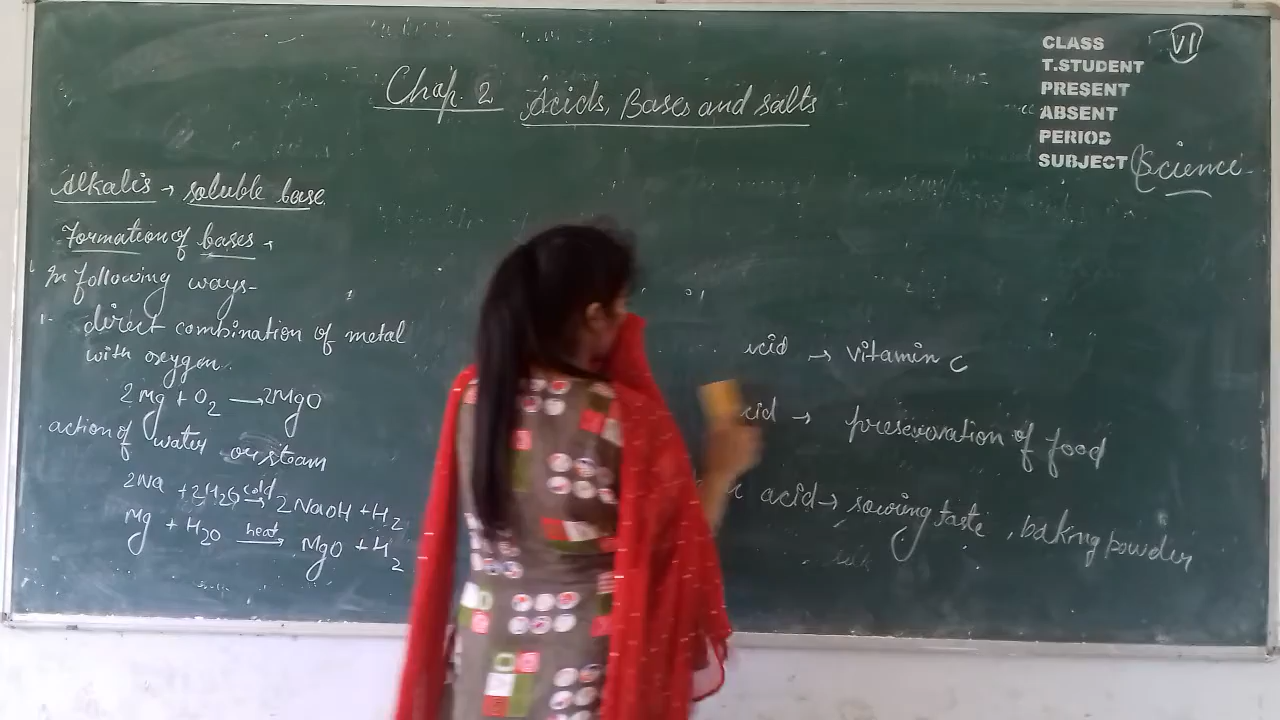 CLASS VI
T.STUDENT
PRESENT
ABSENT
PERIOD
SUBJECT Science
Chap. 2 Acids, Bases and salts
Alkalis → soluble base
Formation of bases →
In following ways-
1- direct combination of metal
with oxygen
2Mg + O2 → 2MgO
action of water or steam
2Na + 2H2O cold → 2NaOH + H2
Mg + H2O heat → MgO + H2
acid → vitamin C
cid → preservation of food
acid → souring taste, baking powder